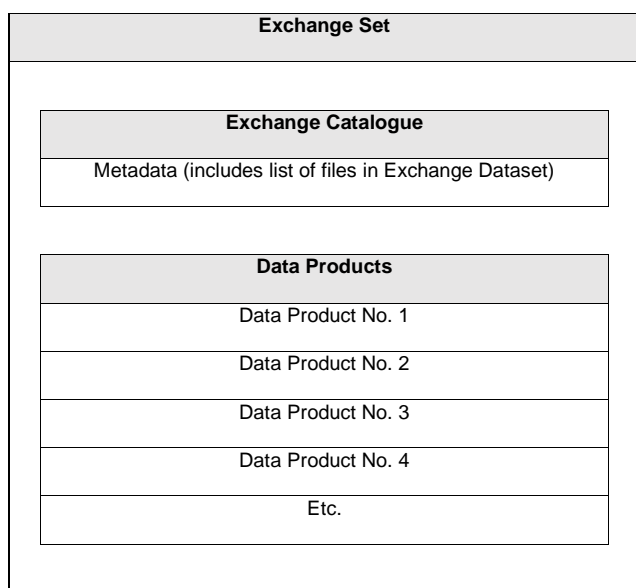 Exchange Set
Exchange Catalogue
Metadata (includes list of files in Exchange Dataset)
Data Products
Data Product No. 1
Data Product No. 2
Data Product No. 3
Data Product No. 4
Etc.